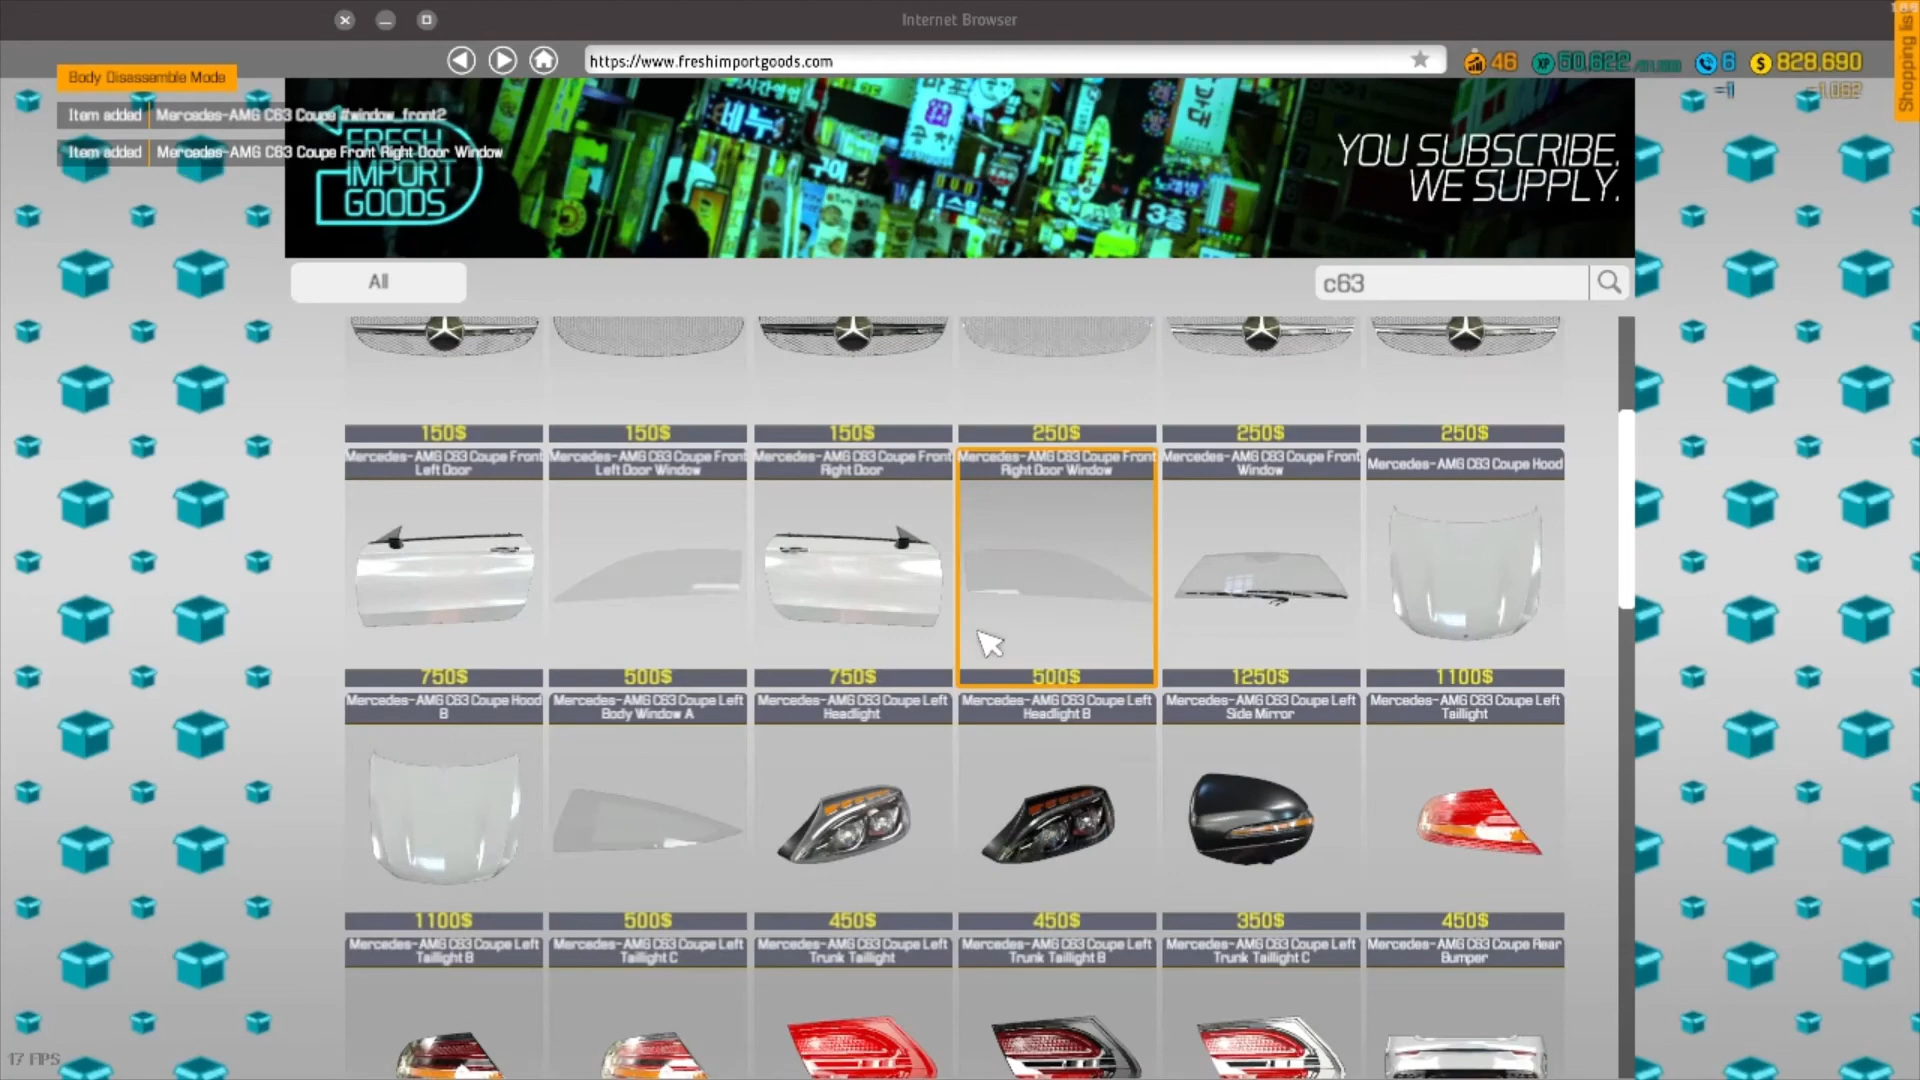 Internet Browser
Shopping list
Body Disassemble Mode
https://www.freshimportgoods.com
46
XP
6
$ 828,690
-1
-1,062
Item added Mercedes-AMG C63 Coupe #window_front2
Item added Mercedes-AMG C63 Coupe Front Right Door Window
FRESH
IMPORT
GOODS
YOU SUBSCRIBE.
WE SUPPLY.
All
c63
150$ 150$ 150$ 250$ 250$ 250$
Mercedes-AMG C63 Coupe Front
Left Door
Mercedes-AMG C63 Coupe Front
Left Door Window
Mercedes-AMG C63 Coupe Front
Right Door
Mercedes-AMG C63 Coupe Front
Right Door Window
Mercedes-AMG C63 Coupe Front
Window
Mercedes-AMG C63 Coupe Hood
750$ 500$ 750$ 500$ 1250$ 1100$
Mercedes-AMG C63 Coupe Hood
B
Mercedes-AMG C63 Coupe Left
Body Window A
Mercedes-AMG C63 Coupe Left
Headlight
Mercedes-AMG C63 Coupe Left
Headlight B
Mercedes-AMG C63 Coupe Left
Side Mirror
Mercedes-AMG C63 Coupe Left
Taillight
1100$ 500$ 450$ 450$ 350$ 450$
Mercedes-AMG C63 Coupe Left
Taillight B
Mercedes-AMG C63 Coupe Left
Taillight C
Mercedes-AMG C63 Coupe Left
Trunk Taillight
Mercedes-AMG C63 Coupe Left
Trunk Taillight B
Mercedes-AMG C63 Coupe Left
Trunk Taillight C
Mercedes-AMG C63 Coupe Rear
Bumper
17 FPS